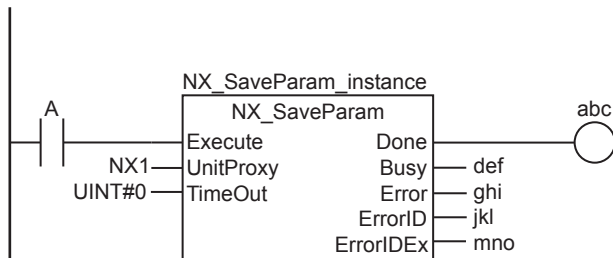 NX_SaveParam_instance
A NX_SaveParam abc
Execute Done
NX1 UnitProxy Busy def
UINT#0 TimeOut Error ghi
ErrorID jkl
ErrorIDEx mno